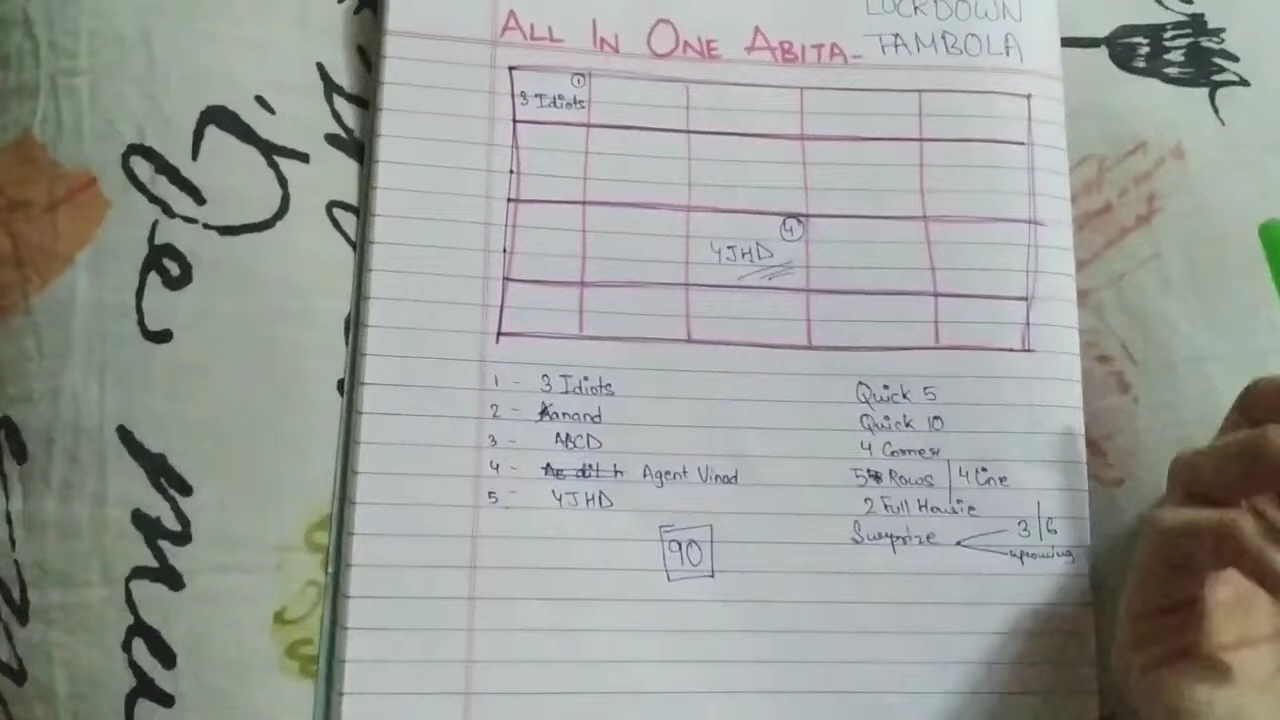 LOCKDOWN
ALL IN ONE ABITA- TAMBOLA
1
3 Idiots
4
4JHD
1 - 3 Idiots
2 - Aanand
3 - ABCD
4 - Agent Vinod
5 - 4JHD
90
Quick 5
Quick 10
4 Corner
5 Rows | 4 Line
2 Full House
Surprize
3/6
upcoming
Be